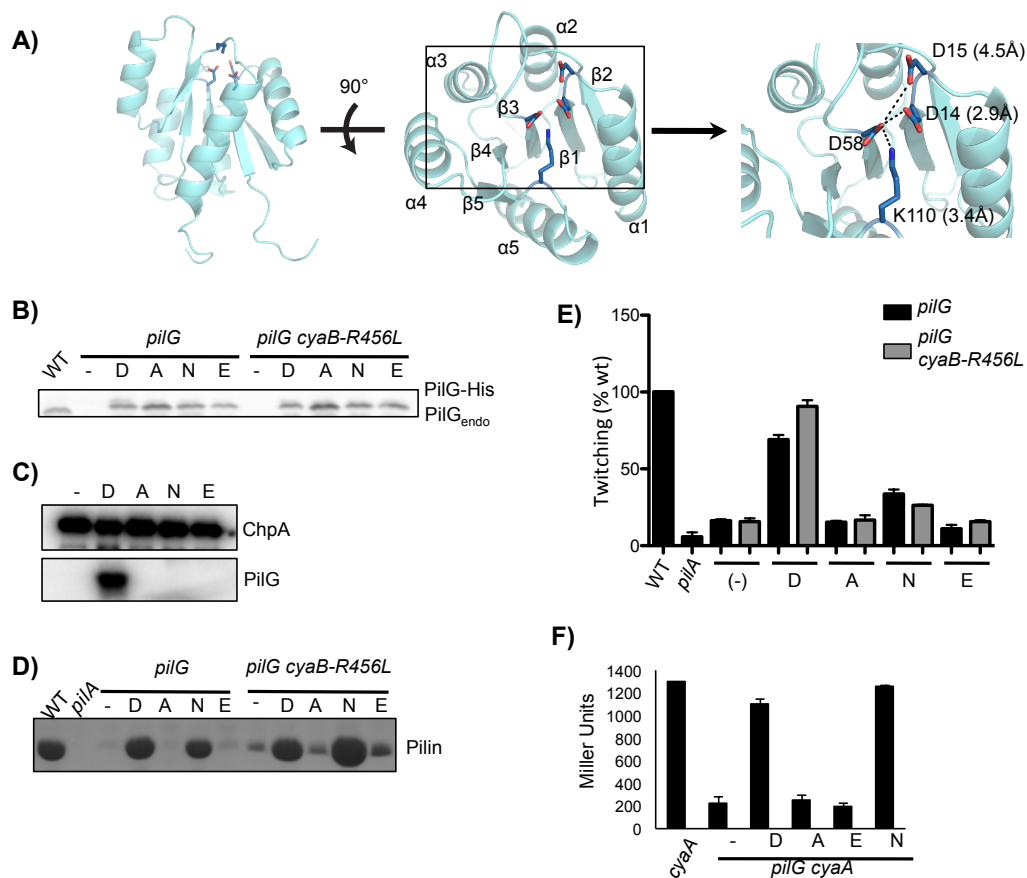 A)
90°
α2
α3
β2
β3
β1
β4
β5
α4
α5
α1
D15 (4.5Å)
D14 (2.9Å)
D58
K110 (3.4Å)
B)
pilG
pilG cyaB-R456L
WT - D A N E - D A N E
PilG-His
PilGendo
C)
- D A N E
ChpA
PilG
D)
pilG
pilG cyaB-R456L
WT pilA - D A N E - D A N E
Pilin
E)
pilG
pilG
cyaB-R456L
Twitching (% wt)
150
100
50
0
WT pilA (-) D A N E
F)
Miller Units
1400
1200
1000
800
600
400
200
0
cyaA - D A E N
pilG cyaA